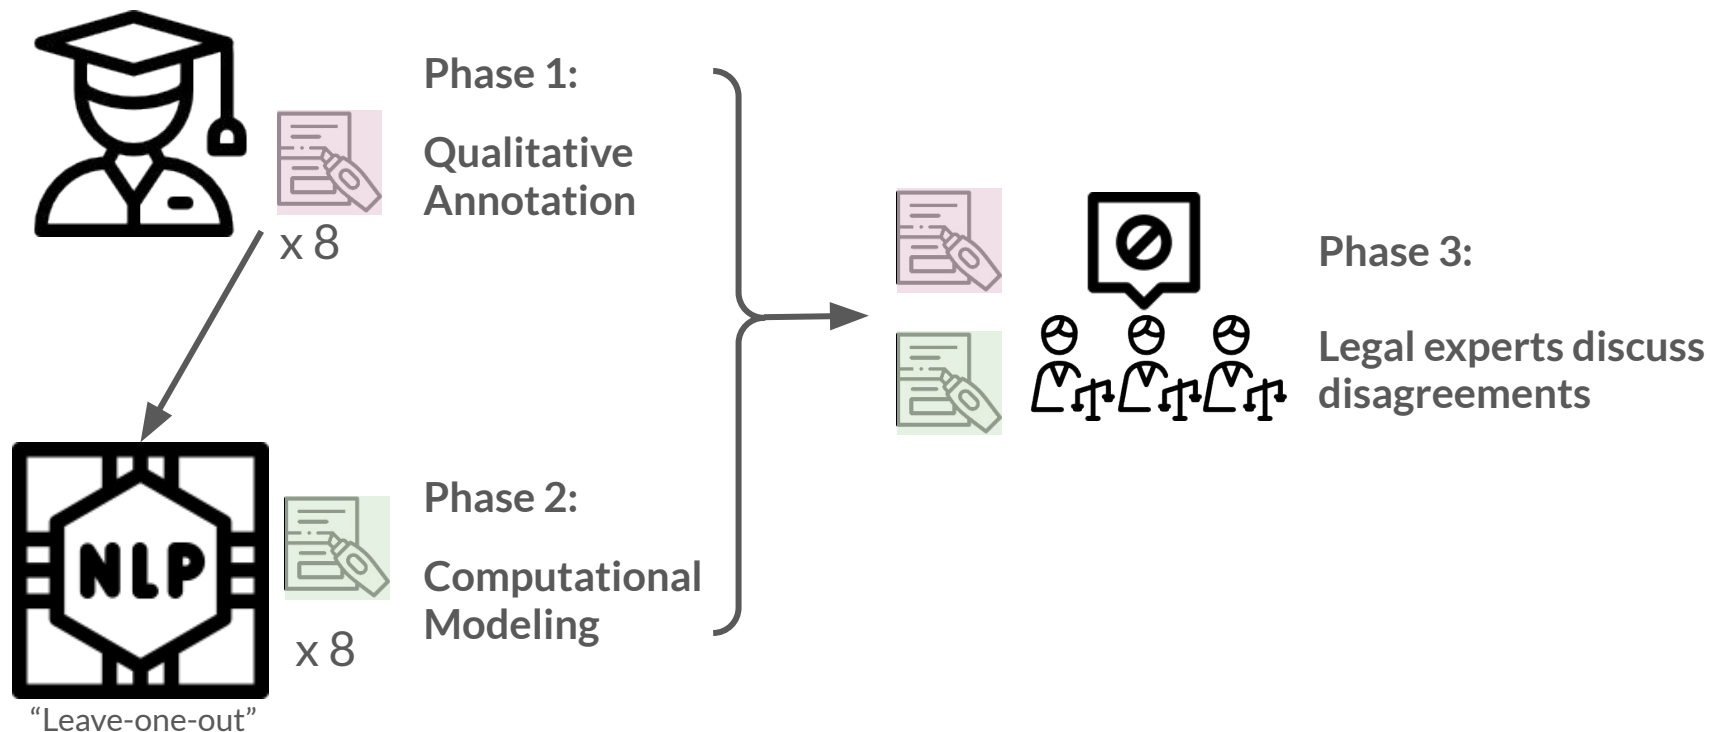 Phase 1:
Qualitative
Annotation
x 8
NLP
Phase 2:
Computational
Modeling
x 8
“Leave-one-out”
Phase 3:
Legal experts discuss
disagreements